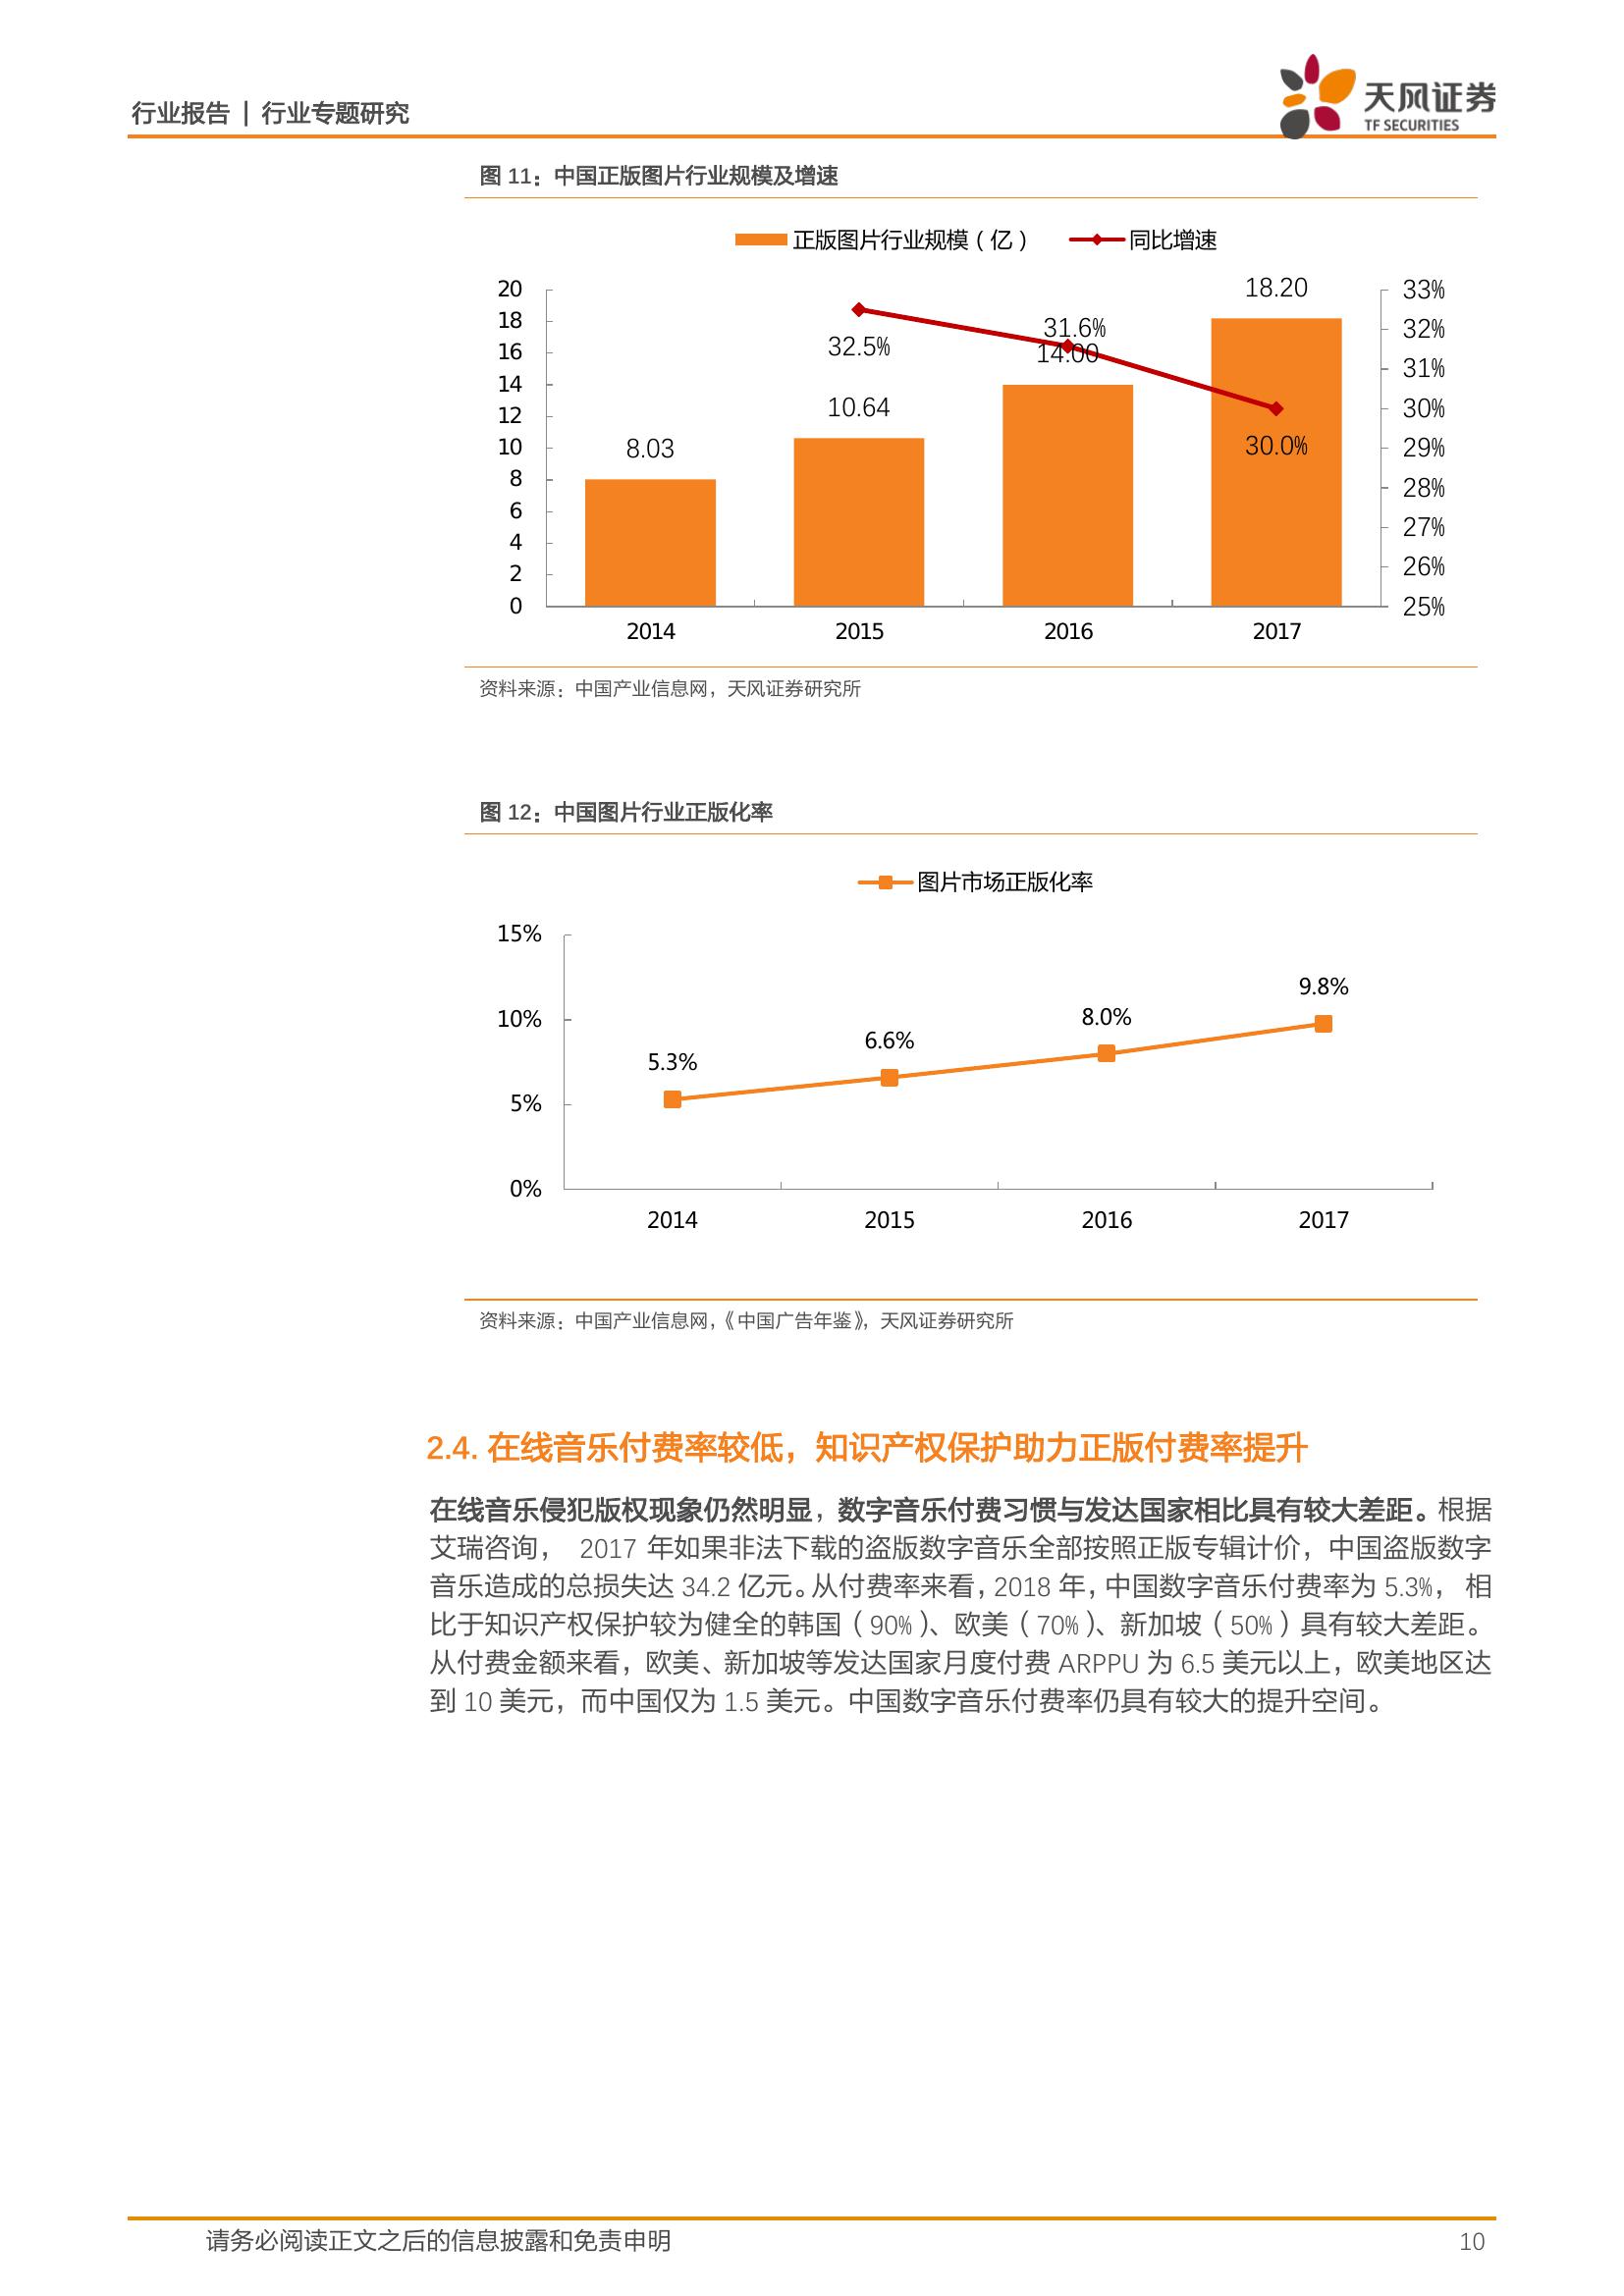 行业报告 | 行业专题研究
天风证券
TF SECURITIES
图 11：中国正版图片行业规模及增速
正版图片行业规模（亿） 同比增速
20
18
16
14
12
10
8
6
4
2
0
33%
32%
31%
30%
29%
28%
27%
26%
25%
8.03
10.64
14.00
18.20
32.5%
31.6%
30.0%
2014 2015 2016 2017
资料来源：中国产业信息网，天风证券研究所
图 12：中国图片行业正版化率
图片市场正版化率
15%
10%
5%
0%
5.3%
6.6%
8.0%
9.8%
2014 2015 2016 2017
资料来源：中国产业信息网，《中国广告年鉴》，天风证券研究所
2.4. 在线音乐付费率较低，知识产权保护助力正版付费率提升
在线音乐侵犯版权现象仍然明显，数字音乐付费习惯与发达国家相比具有较大差距。根据
艾瑞咨询， 2017 年如果非法下载的盗版数字音乐全部按照正版专辑计价，中国盗版数字
音乐造成的总损失达 34.2 亿元。从付费率来看，2018 年，中国数字音乐付费率为 5.3%， 相
比于知识产权保护较为健全的韩国（90%）、欧美（70%）、新加坡（50%）具有较大差距。
从付费金额来看，欧美、新加坡等发达国家月度付费 ARPPU 为 6.5 美元以上，欧美地区达
到 10 美元，而中国仅为 1.5 美元。中国数字音乐付费率仍具有较大的提升空间。
请务必阅读正文之后的信息披露和免责申明 10